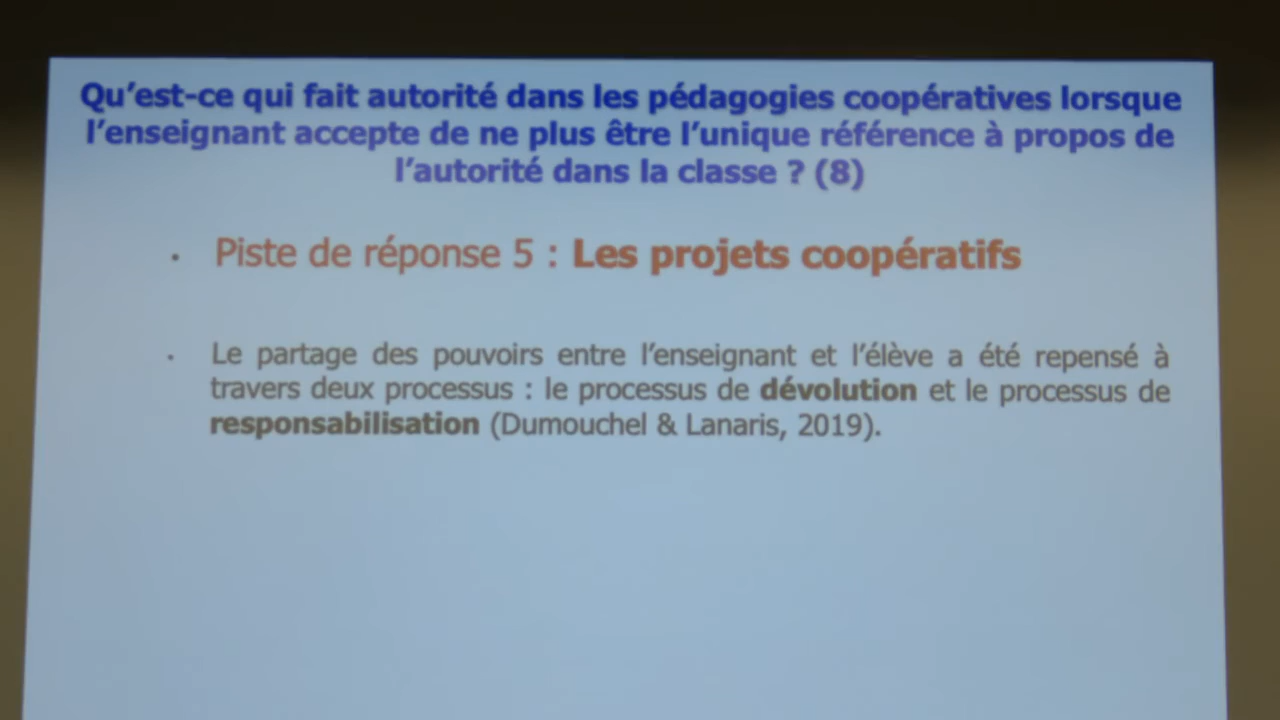 Qu'est-ce qui fait autorité dans les pédagogies coopératives lorsque
l'enseignant accepte de ne plus être l'unique référence à propos de
l'autorité dans la classe ? (8)
• Piste de réponse 5 : Les projets coopératifs
• Le partage des pouvoirs entre l'enseignant et l'élève a été repensé à
travers deux processus : le processus de dévolution et le processus de
responsabilisation (Dumouchel & Lanaris, 2019).